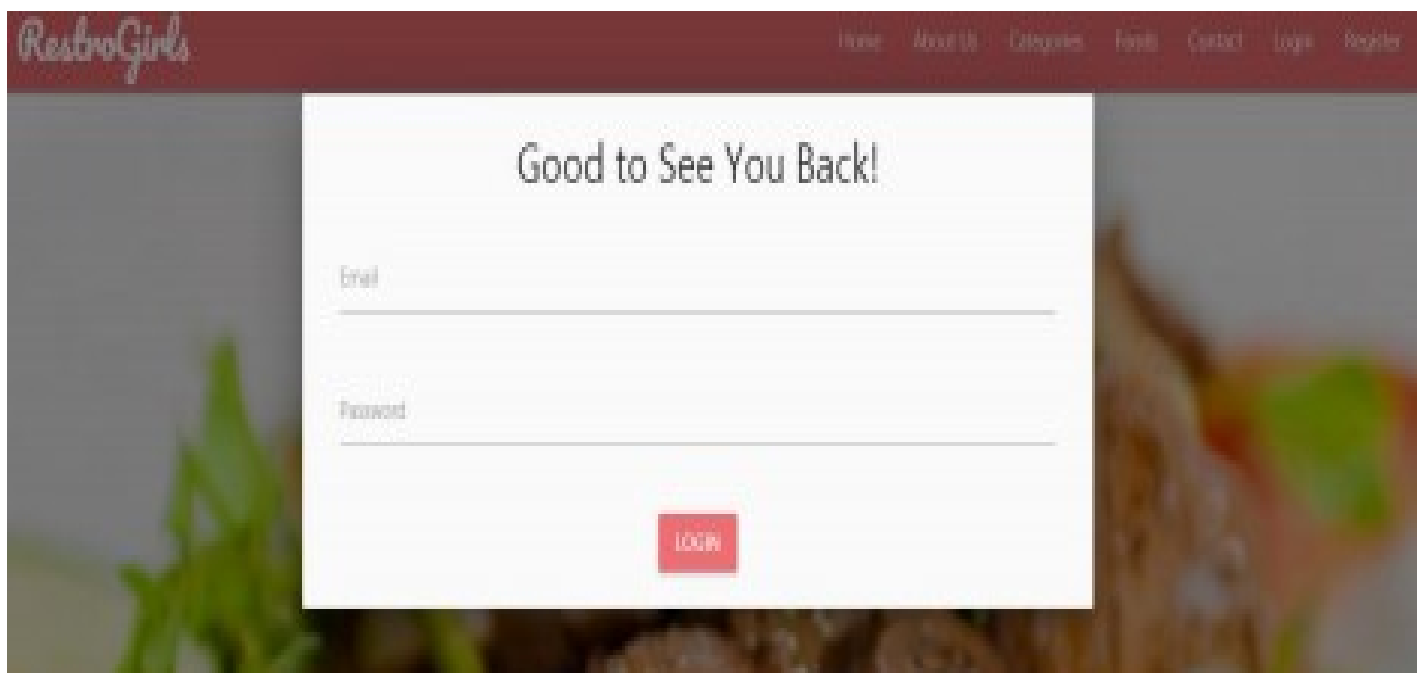 RestroGirls
Home About Us Categories Foods Contact Login Register
Good to See You Back!
Email
Password
LOGIN